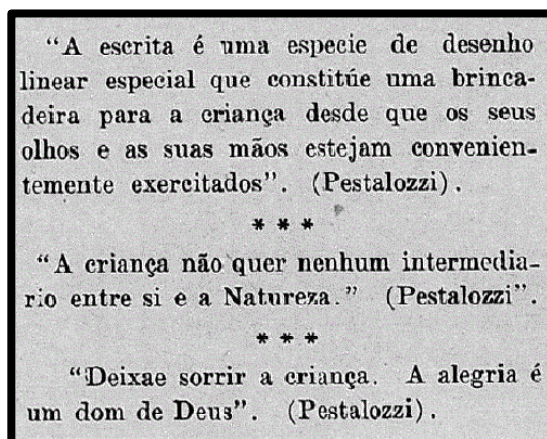 "A escrita é uma especie de desenho
linear especial que constitúe uma brinca-
deira para a criança desde que os seus
olhos e as suas mãos estejam convenien-
temente exercitados". (Pestalozzi).
* * *
"A criança não quer nenhum intermedia-
rio entre si e a Natureza." (Pestalozzi".
* * *
"Deixae sorrir a criança. A alegria é
um dom de Deus". (Pestalozzi).